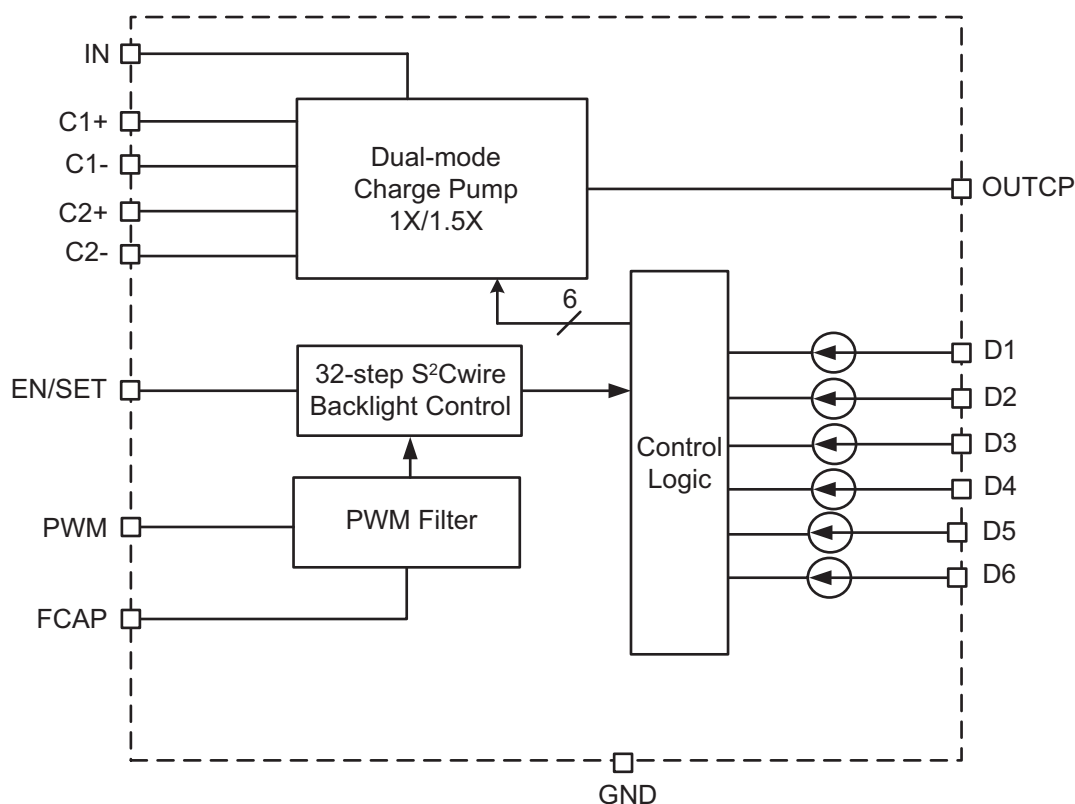 IN
C1+
C1-
C2+
C2-
Dual-mode
Charge Pump
1X/1.5X
OUTCP
6
EN/SET
32-step S²Cwire
Backlight Control
PWM
PWM Filter
FCAP
Control
Logic
D1
D2
D3
D4
D5
D6
GND